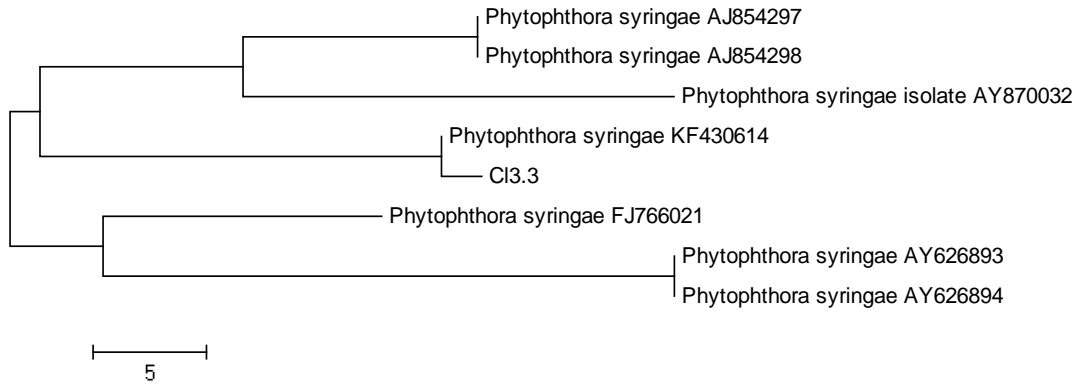 Phytophthora syringae AJ854297
Phytophthora syringae AJ854298
Phytophthora syringae isolate AY870032
Phytophthora syringae KF430614
Cl3.3
Phytophthora syringae FJ766021
Phytophthora syringae AY626893
Phytophthora syringae AY626894
5